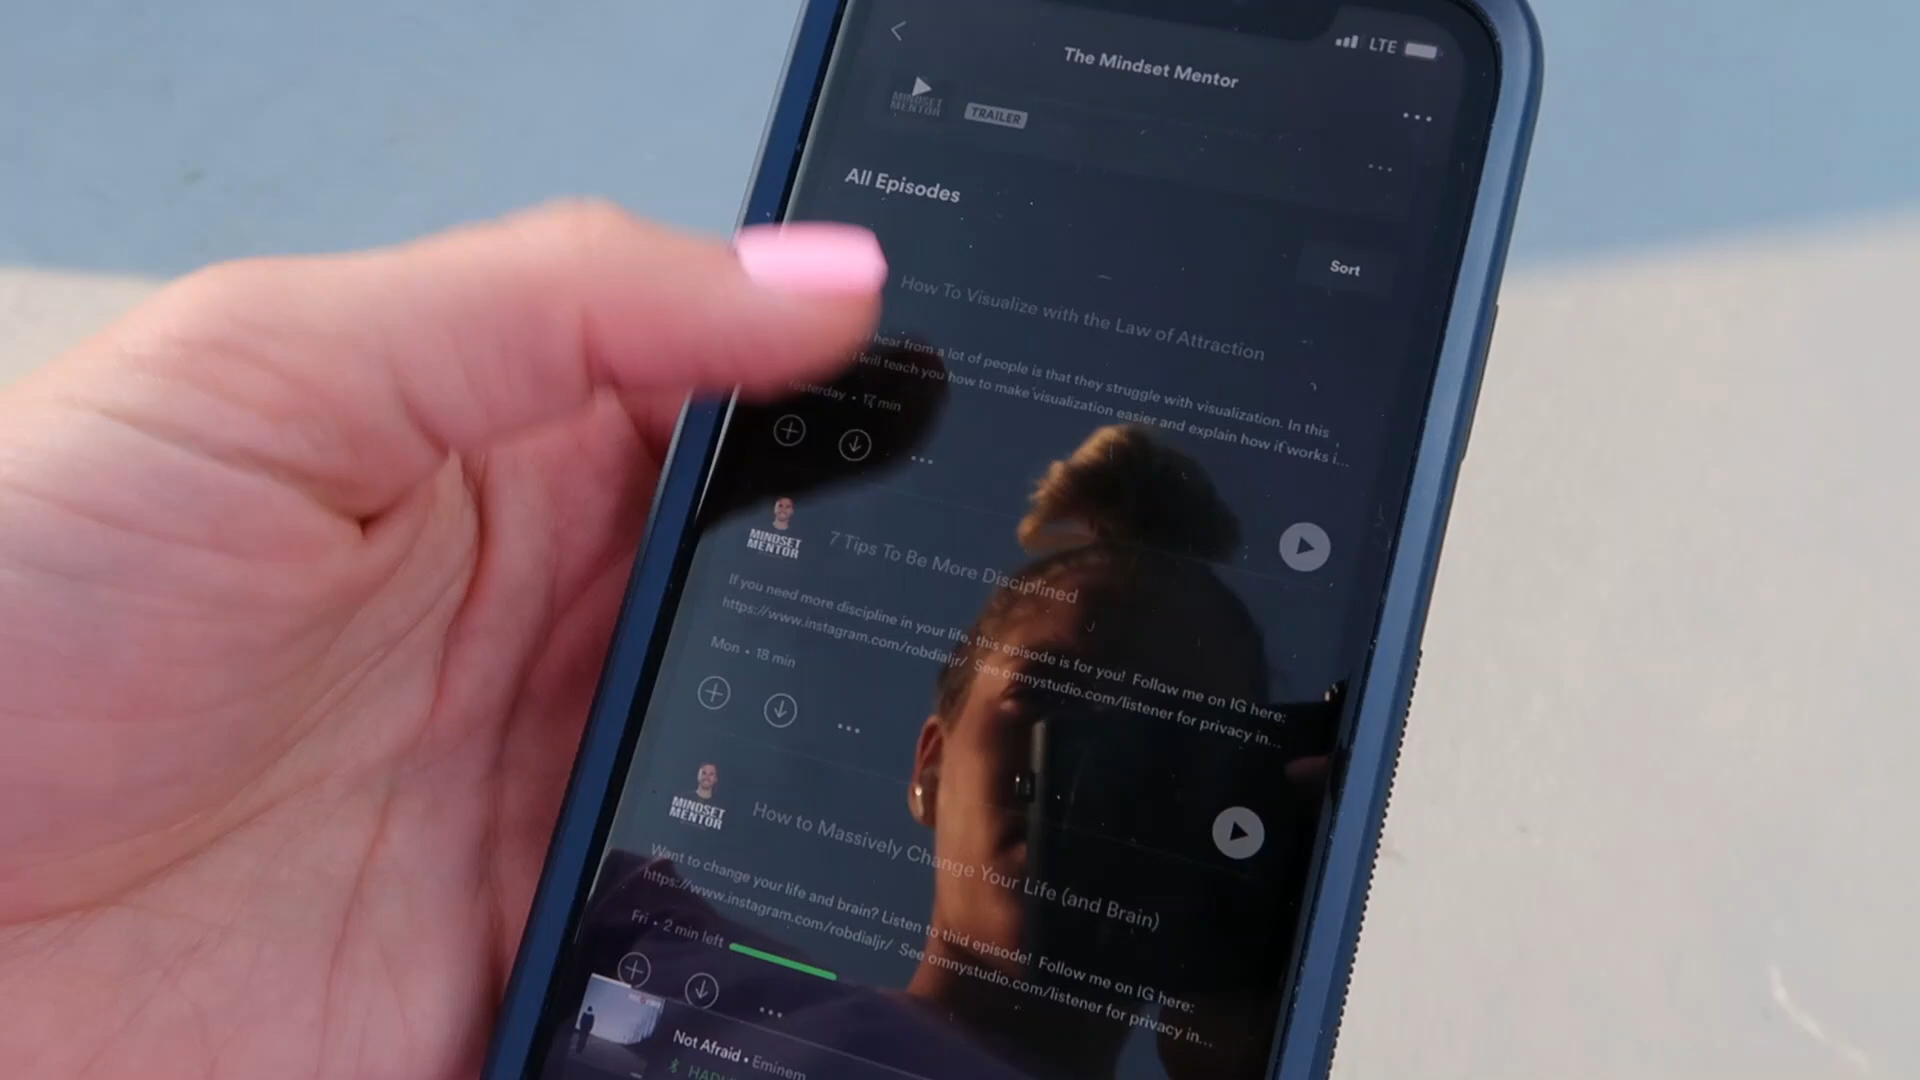 LTE
The Mindset Mentor
MINDSET
MENTOR
TRAILER
All Episodes
Sort
How To Visualize with the Law of Attraction
hear from a lot of people is that they struggle with visualization. In this
will teach you how to make visualization easier and explain how it works i...
Yesterday • 17 min
MINDSET
MENTOR
7 Tips To Be More Disciplined
If you need more discipline in your life, this episode is for you! Follow me on IG here:
https://www.instagram.com/robdialjr/ See omnystudio.com/listener for privacy in...
Mon • 18 min
MINDSET
MENTOR
How to Massively Change Your Life (and Brain)
Want to change your life and brain? Listen to thid episode! Follow me on IG here:
https://www.instagram.com/robdialjr/ See omnystudio.com/listener for privacy in...
Fri • 2 min left
Not Afraid • Eminem